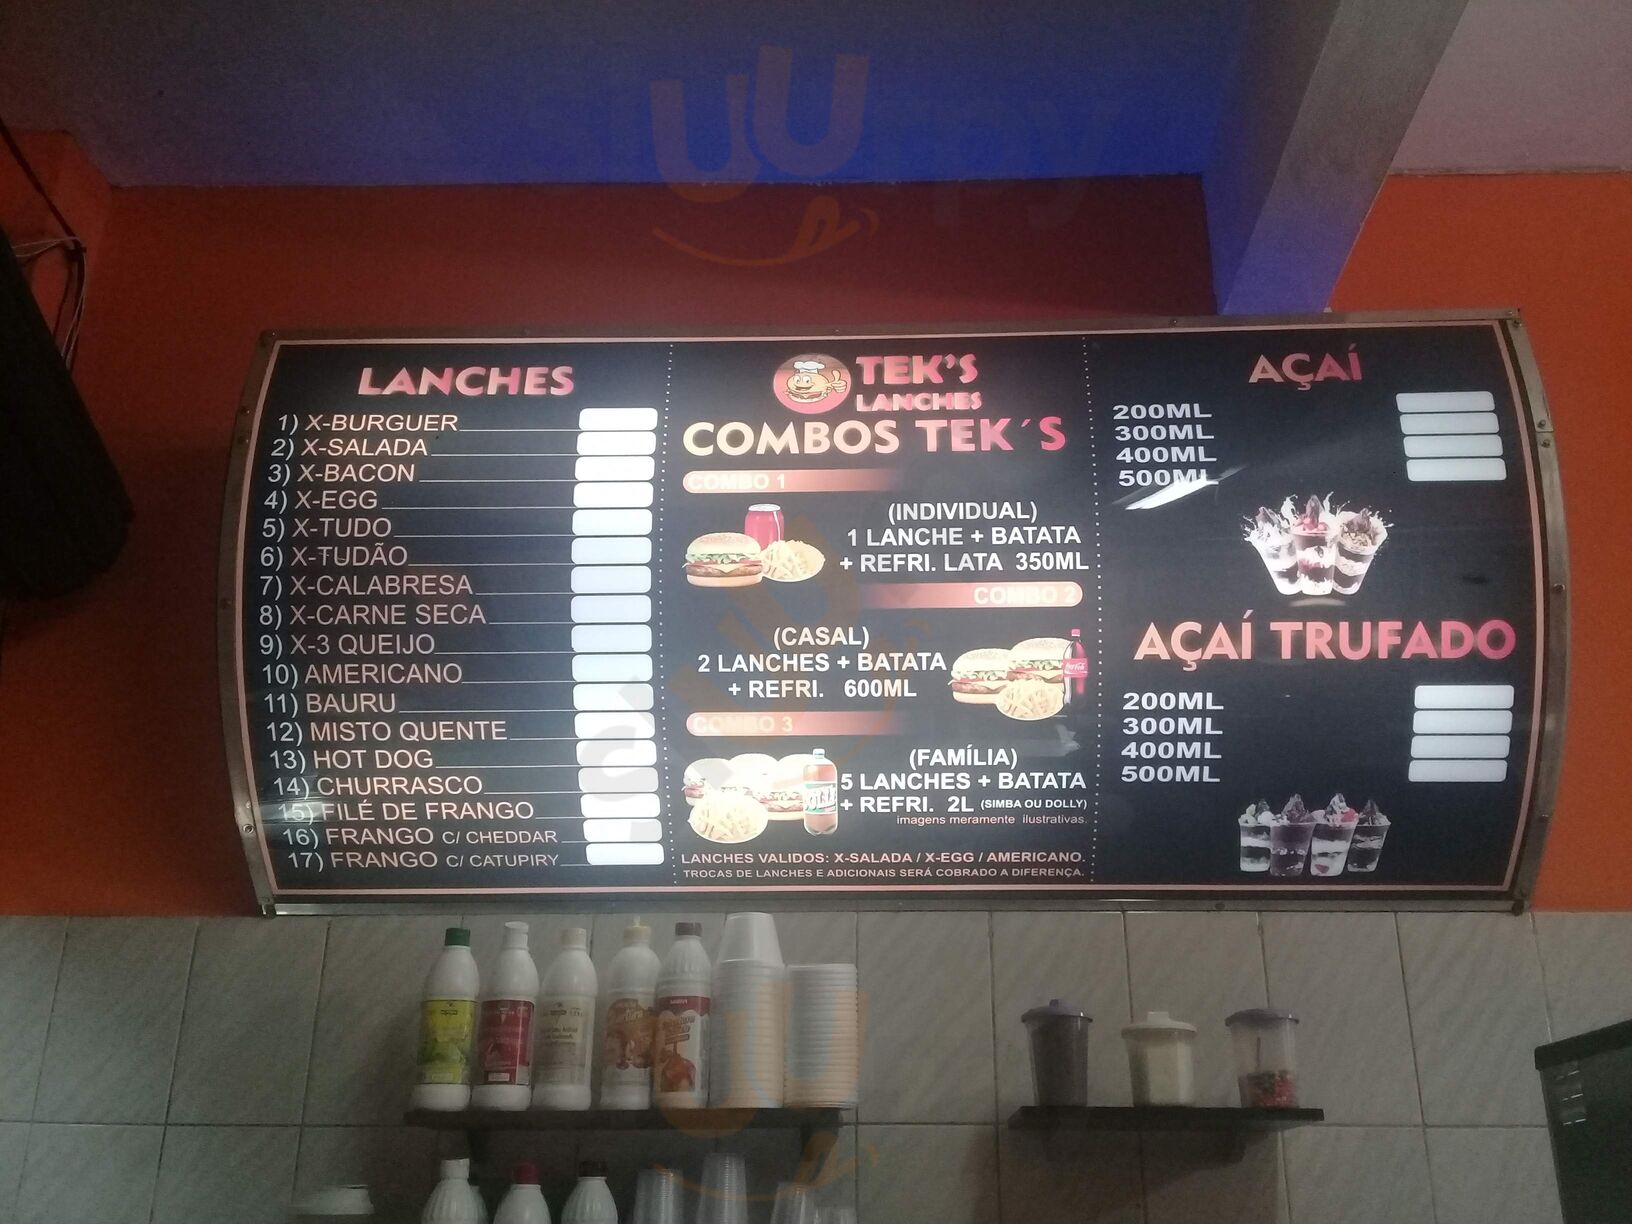 LANCHES
1) X-BURGUER
2) X-SALADA
3) X-BACON
4) X-EGG
5) X-TUDO
6) X-TUDÃO
7) X-CALABRESA
8) X-CARNE SECA
9) X-3 QUEIJO
10) AMERICANO
11) BAURU
12) MISTO QUENTE
13) HOT DOG
14) CHURRASCO
15) FILÉ DE FRANGO
16) FRANGO C/ CHEDDAR
17) FRANGO C/ CATUPIRY
TEK'S
LANCHES
COMBOS TEK´S
COMBO 1
(INDIVIDUAL)
1 LANCHE + BATATA
+ REFRI. LATA 350ML
COMBO 2
(CASAL)
2 LANCHES + BATATA
+ REFRI. 600ML
COMBO 3
(FAMÍLIA)
5 LANCHES + BATATA
+ REFRI. 2L (SIMBA OU DOLLY)
imagens meramente ilustrativas.
LANCHES VALIDOS: X-SALADA / X-EGG / AMERICANO.
TROCAS DE LANCHES E ADICIONAIS SERÁ COBRADO A DIFERENÇA.
AÇAÍ
200ML
300ML
400ML
500ML
AÇAÍ TRUFADO
200ML
300ML
400ML
500ML